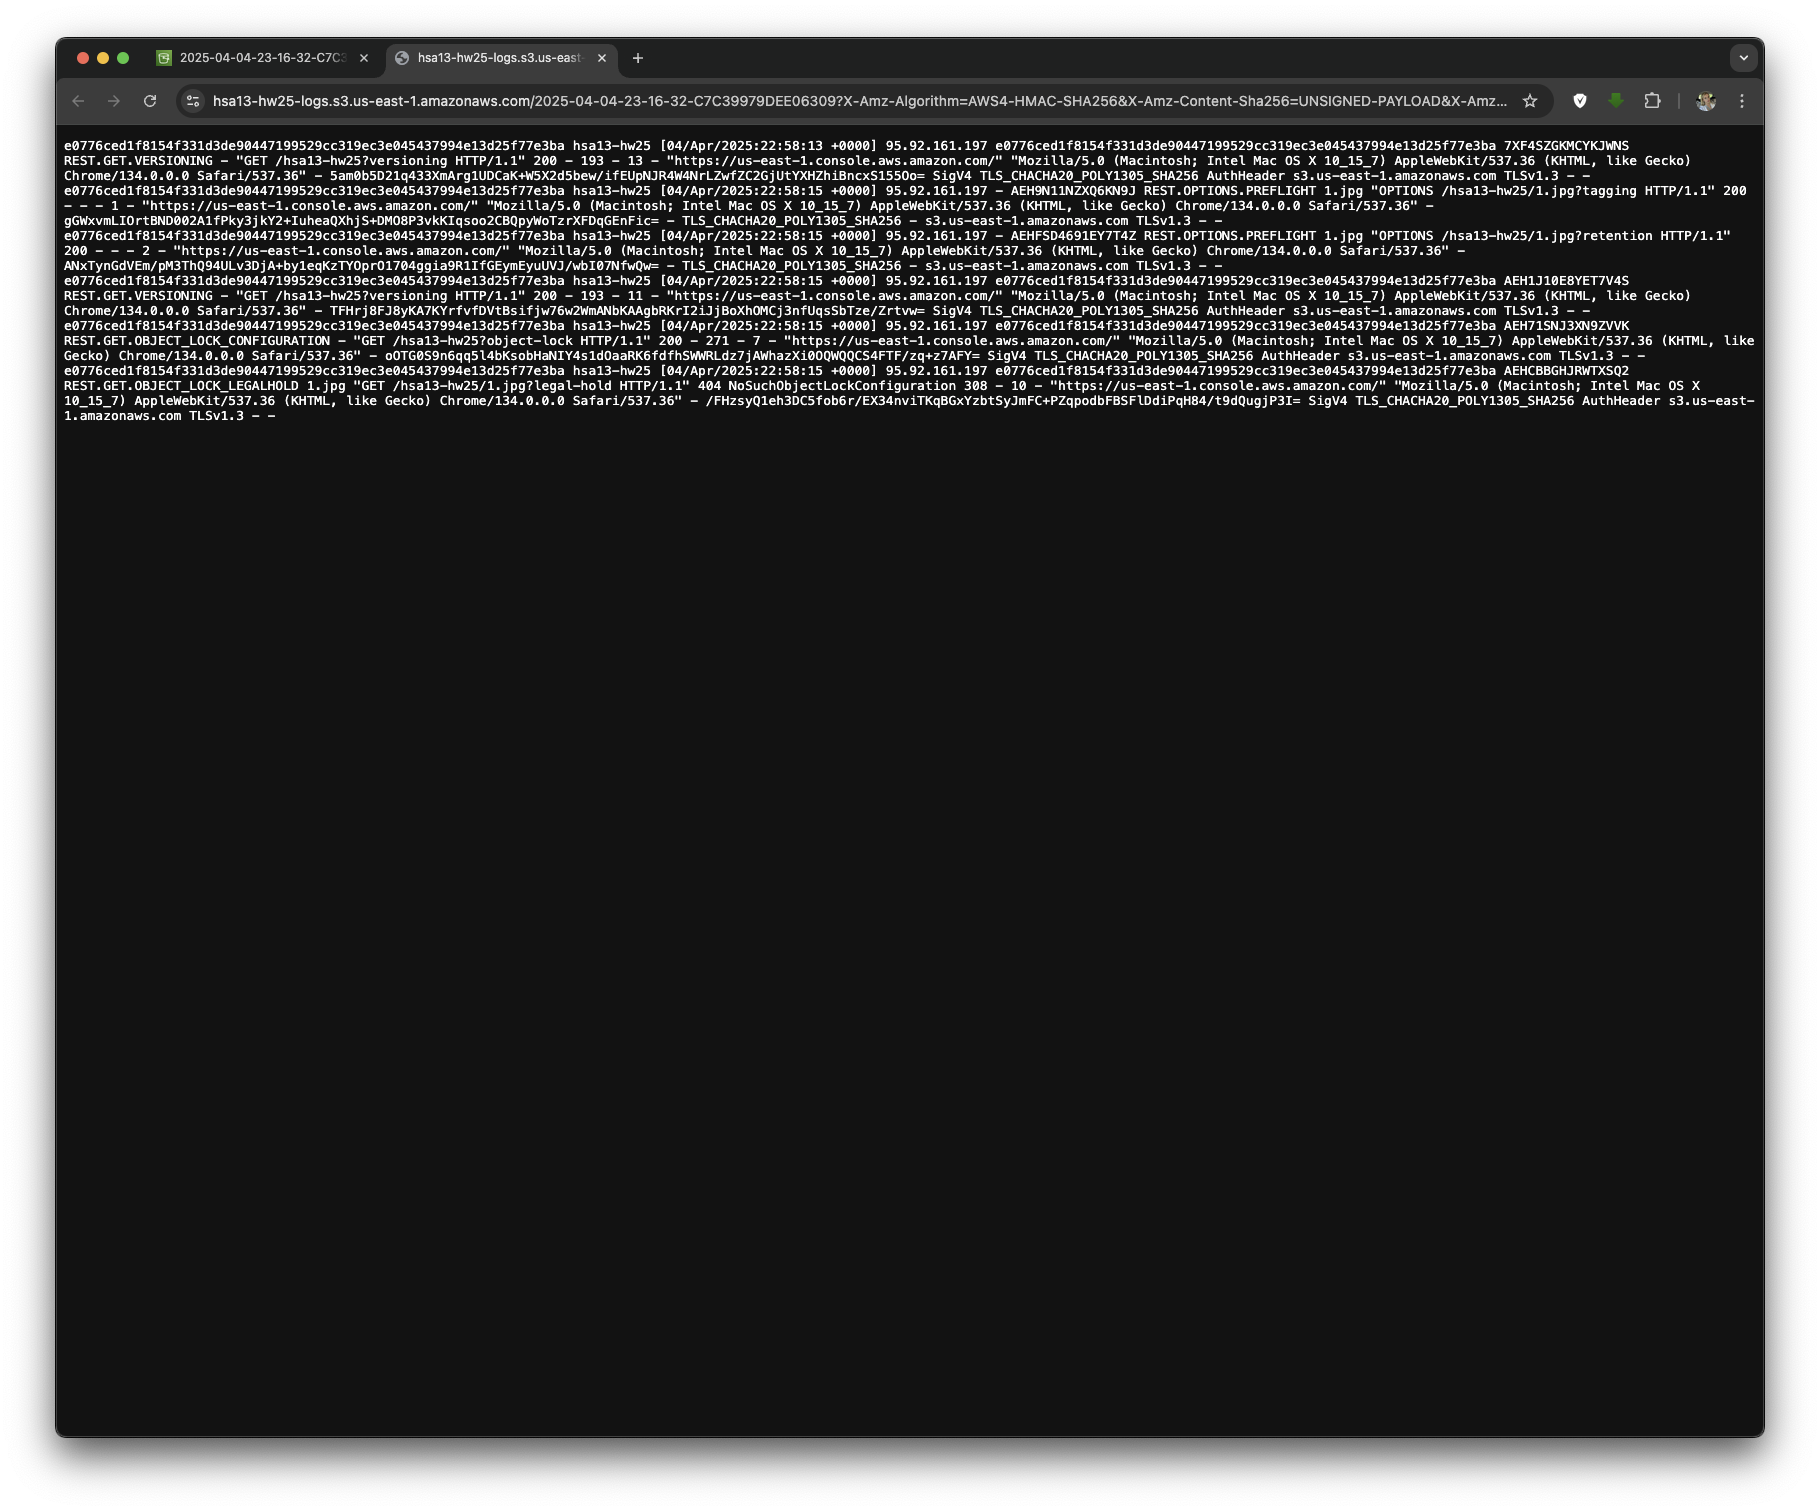 2025-04-04-23-16-32-C7C3
hsa13-hw25-logs.s3.us-east-
hsa13-hw25-logs.s3.us-east-1.amazonaws.com/2025-04-04-23-16-32-C7C39979DEE06309?X-Amz-Algorithm=AWS4-HMAC-SHA256&X-Amz-Content-Sha256=UNSIGNED-PAYLOAD&X-Amz...
e0776ced1f8154f331d3de90447199529cc319ec3e045437994e13d25f77e3ba hsa13-hw25 [04/Apr/2025:22:58:13 +0000] 95.92.161.197 e0776ced1f8154f331d3de90447199529cc319ec3e045437994e13d25f77e3ba 7XF4SZGKMCYKJWNS
REST.GET.VERSIONING - "GET /hsa13-hw25?versioning HTTP/1.1" 200 - 193 - 13 - "https://us-east-1.console.aws.amazon.com/" "Mozilla/5.0 (Macintosh; Intel Mac OS X 10_15_7) AppleWebKit/537.36 (KHTML, like Gecko)
Chrome/134.0.0.0 Safari/537.36" - 5am0b5D21q433XmArg1UDCaK+W5X2d5bew/ifEUpNJR4W4NrLZwfZC2GjUtYXHZhiBncxS155Oo= SigV4 TLS_CHACHA20_POLY1305_SHA256 AuthHeader s3.us-east-1.amazonaws.com TLSv1.3 - -
e0776ced1f8154f331d3de90447199529cc319ec3e045437994e13d25f77e3ba hsa13-hw25 [04/Apr/2025:22:58:15 +0000] 95.92.161.197 - AEH9N11NZXQ6KN9J REST.OPTIONS.PREFLIGHT 1.jpg "OPTIONS /hsa13-hw25/1.jpg?tagging HTTP/1.1" 200
- - - 1 - "https://us-east-1.console.aws.amazon.com/" "Mozilla/5.0 (Macintosh; Intel Mac OS X 10_15_7) AppleWebKit/537.36 (KHTML, like Gecko) Chrome/134.0.0.0 Safari/537.36" -
gGWxvmLIOrtBND002A1fPky3jkY2+IuheaQXhjS+DMO8P3vkKIqsoo2CBQpyWoTzrXFDqGEnFic= - TLS_CHACHA20_POLY1305_SHA256 - s3.us-east-1.amazonaws.com TLSv1.3 - -
e0776ced1f8154f331d3de90447199529cc319ec3e045437994e13d25f77e3ba hsa13-hw25 [04/Apr/2025:22:58:15 +0000] 95.92.161.197 - AEHFSD4691EY7T4Z REST.OPTIONS.PREFLIGHT 1.jpg "OPTIONS /hsa13-hw25/1.jpg?retention HTTP/1.1"
200 - - - 2 - "https://us-east-1.console.aws.amazon.com/" "Mozilla/5.0 (Macintosh; Intel Mac OS X 10_15_7) AppleWebKit/537.36 (KHTML, like Gecko) Chrome/134.0.0.0 Safari/537.36" -
ANxTynGdVEm/pM3ThQ94ULv3DjA+by1eqKzTYOprO1704ggia9R1IfGEymEyuUVJ/wbI07NfwQw= - TLS_CHACHA20_POLY1305_SHA256 - s3.us-east-1.amazonaws.com TLSv1.3 - -
e0776ced1f8154f331d3de90447199529cc319ec3e045437994e13d25f77e3ba hsa13-hw25 [04/Apr/2025:22:58:15 +0000] 95.92.161.197 e0776ced1f8154f331d3de90447199529cc319ec3e045437994e13d25f77e3ba AEH1J10E8YET7V4S
REST.GET.VERSIONING - "GET /hsa13-hw25?versioning HTTP/1.1" 200 - 193 - 11 - "https://us-east-1.console.aws.amazon.com/" "Mozilla/5.0 (Macintosh; Intel Mac OS X 10_15_7) AppleWebKit/537.36 (KHTML, like Gecko)
Chrome/134.0.0.0 Safari/537.36" - TFHrj8FJ8yKA7KYrfvfDVtBsifjw76w2WmANbKAAgbRKrI2iJjBoXhOMCj3nfUqsSbTze/Zrtvw= SigV4 TLS_CHACHA20_POLY1305_SHA256 AuthHeader s3.us-east-1.amazonaws.com TLSv1.3 - -
e0776ced1f8154f331d3de90447199529cc319ec3e045437994e13d25f77e3ba hsa13-hw25 [04/Apr/2025:22:58:15 +0000] 95.92.161.197 e0776ced1f8154f331d3de90447199529cc319ec3e045437994e13d25f77e3ba AEH71SNJ3XN9ZVVK
REST.GET.OBJECT_LOCK_CONFIGURATION - "GET /hsa13-hw25?object-lock HTTP/1.1" 200 - 271 - 7 - "https://us-east-1.console.aws.amazon.com/" "Mozilla/5.0 (Macintosh; Intel Mac OS X 10_15_7) AppleWebKit/537.36 (KHTML, like
Gecko) Chrome/134.0.0.0 Safari/537.36" - oOTG0S9n6qq5l4bKsobHaNIY4s1dOaaRK6fdfhSWWRLdz7jAWhazXi0OQWQQCS4FTF/zq+z7AFY= SigV4 TLS_CHACHA20_POLY1305_SHA256 AuthHeader s3.us-east-1.amazonaws.com TLSv1.3 - -
e0776ced1f8154f331d3de90447199529cc319ec3e045437994e13d25f77e3ba hsa13-hw25 [04/Apr/2025:22:58:15 +0000] 95.92.161.197 e0776ced1f8154f331d3de90447199529cc319ec3e045437994e13d25f77e3ba AEHCBBGHJRWTXSQ2
REST.GET.OBJECT_LOCK_LEGALHOLD 1.jpg "GET /hsa13-hw25/1.jpg?legal-hold HTTP/1.1" 404 NoSuchObjectLockConfiguration 308 - 10 - "https://us-east-1.console.aws.amazon.com/" "Mozilla/5.0 (Macintosh; Intel Mac OS X
10_15_7) AppleWebKit/537.36 (KHTML, like Gecko) Chrome/134.0.0.0 Safari/537.36" - /FHzsyQ1eh3DC5fob6r/EX34nviTKqBGxYzbtSyJmFC+PZqpodbFBSFlDdiPqH84/t9dQugjP3I= SigV4 TLS_CHACHA20_POLY1305_SHA256 AuthHeader s3.us-east-
1.amazonaws.com TLSv1.3 - -